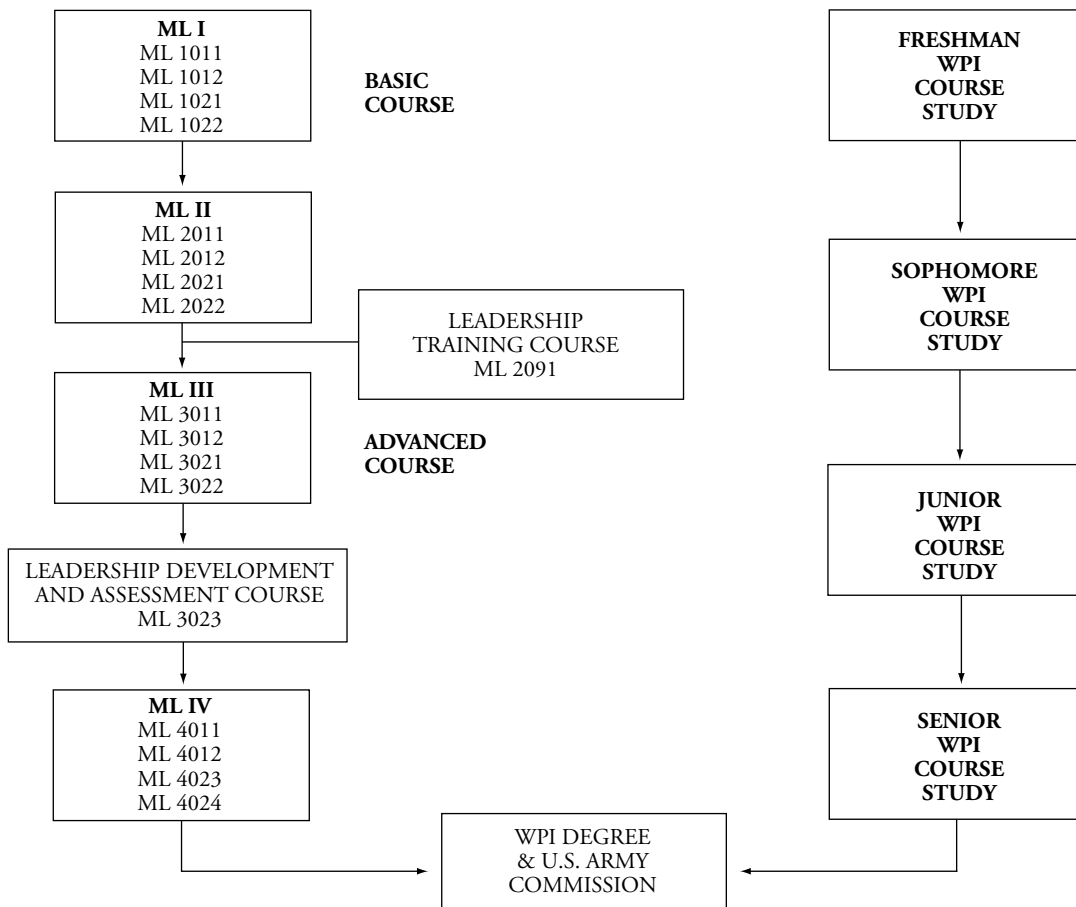 ML I
ML 1011
ML 1012
ML 1021
ML 1022
BASIC
COURSE
ML II
ML 2011
ML 2012
ML 2021
ML 2022
LEADERSHIP
TRAINING COURSE
ML 2091
ML III
ML 3011
ML 3012
ML 3021
ML 3022
ADVANCED
COURSE
LEADERSHIP DEVELOPMENT
AND ASSESSMENT COURSE
ML 3023
ML IV
ML 4011
ML 4012
ML 4023
ML 4024
FRESHMAN
WPI
COURSE
STUDY
SOPHOMORE
WPI
COURSE
STUDY
JUNIOR
WPI
COURSE
STUDY
SENIOR
WPI
COURSE
STUDY
WPI DEGREE
& U.S. ARMY
COMMISSION